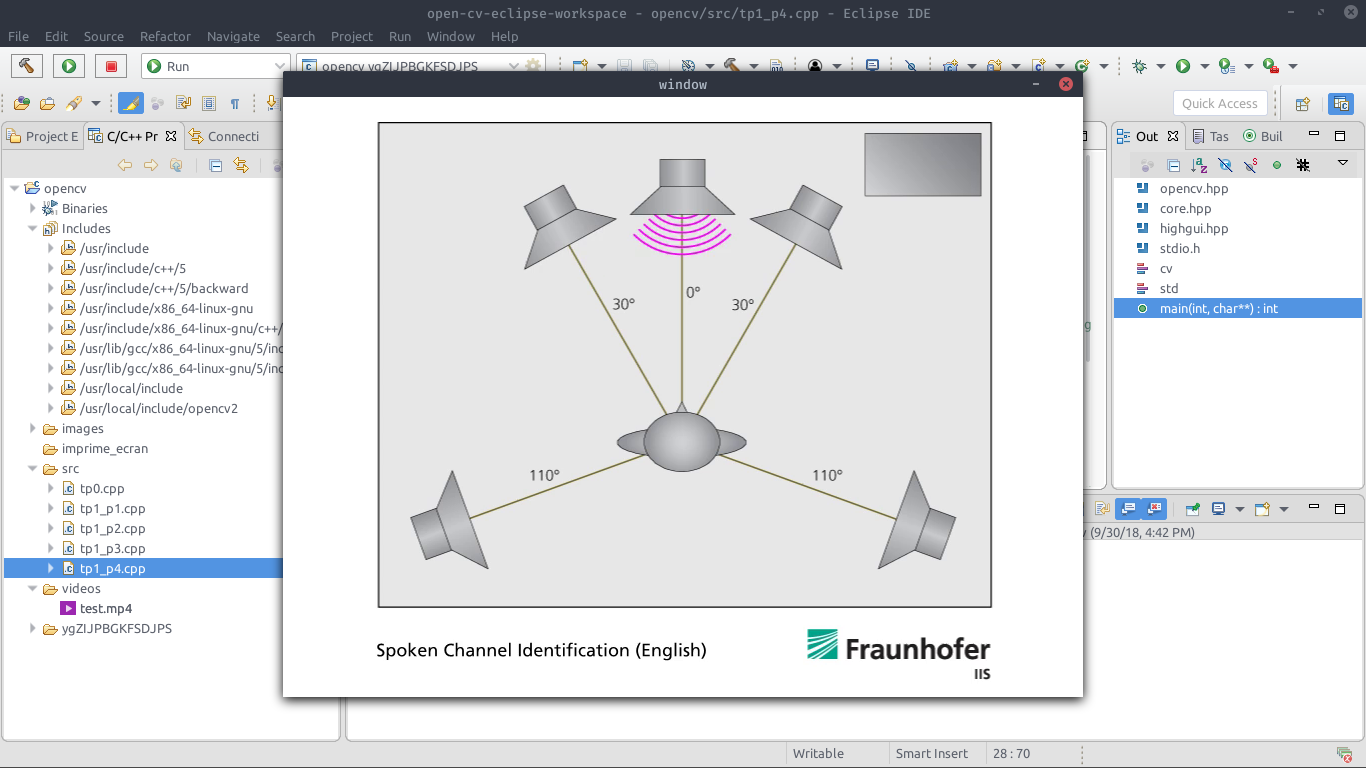 open-cv-eclipse-workspace - opencv/src/tp1_p4.cpp - Eclipse IDE
File Edit Source Refactor Navigate Search Project Run Window Help
Run
opencv ygZIJPBGKFSDJPS
window
Quick Access
Project E
C/C++ Pr
Connecti
Out
Tas
Buil
opencv
Binaries
Includes
/usr/include
/usr/include/c++/5
/usr/include/c++/5/backward
/usr/include/x86_64-linux-gnu
/usr/include/x86_64-linux-gnu/c++/
/usr/lib/gcc/x86_64-linux-gnu/5/inc
/usr/lib/gcc/x86_64-linux-gnu/5/inc
/usr/local/include
/usr/local/include/opencv2
images
imprime_ecran
src
tp0.cpp
tp1_p1.cpp
tp1_p2.cpp
tp1_p3.cpp
tp1_p4.cpp
videos
test.mp4
ygZIJPBGKFSDJPS
30°
0°
30°
110°
110°
Spoken Channel Identification (English)
Fraunhofer
IIS
opencv.hpp
core.hpp
highgui.hpp
stdio.h
cv
std
main(int, char**) : int
g
(9/30/18, 4:42 PM)
Writable
Smart Insert
28 : 70